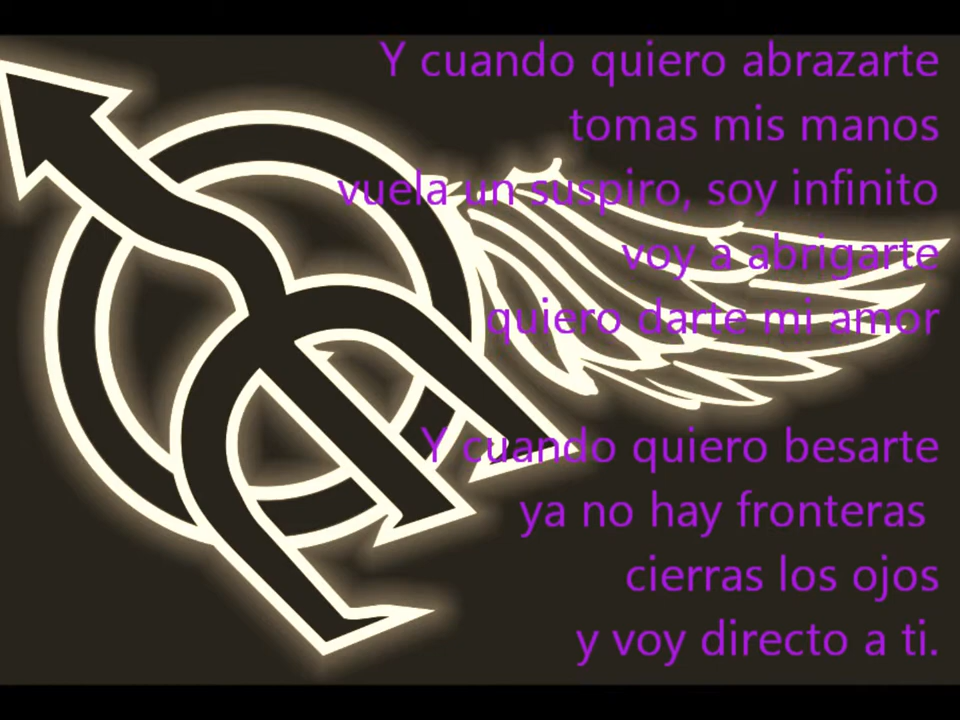 Y cuando quiero abrazarte
tomas mis manos
vuela un suspiro, soy infinito
voy a abrigarte
quiero darte mi amor
Y cuando quiero besarte
ya no hay fronteras
cierras los ojos
y voy directo a ti.